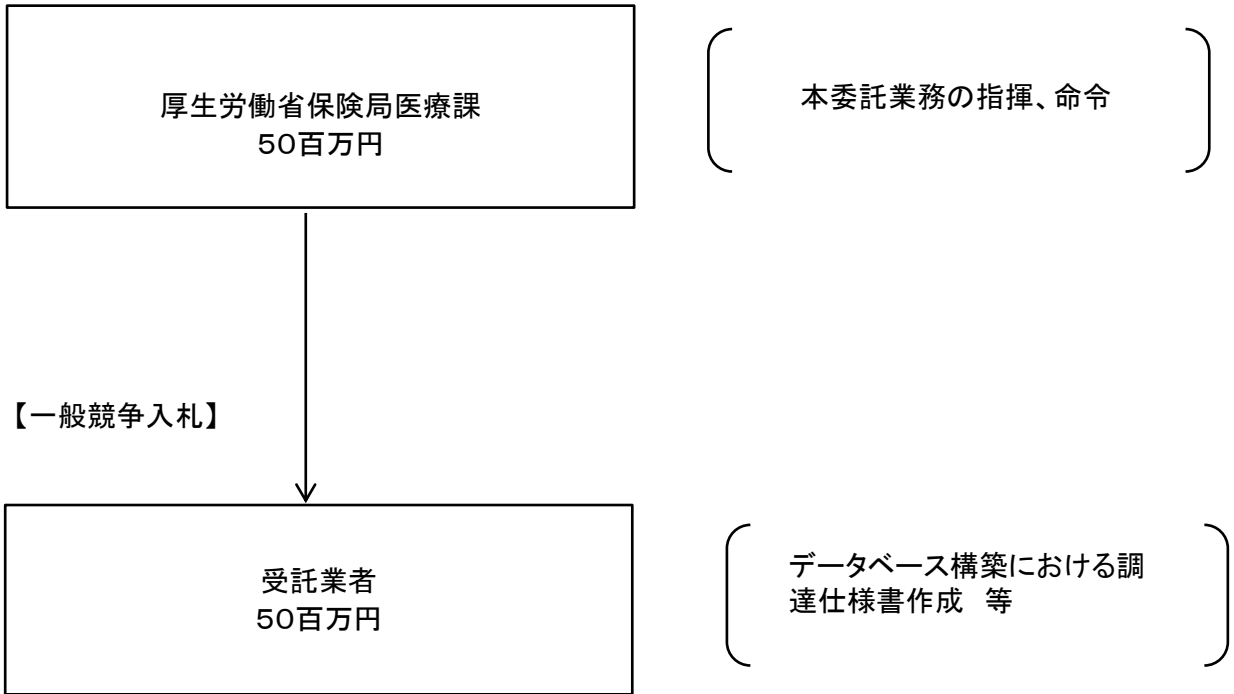 厚生労働省保険局医療課
50百万円
本委託業務の指揮、命令
【一般競争入札】
受託業者
50百万円
データベース構築における調
達仕様書作成　等